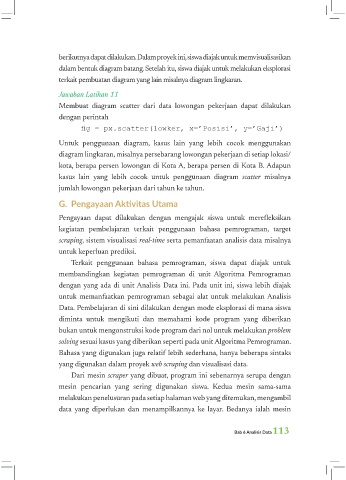 berikutnya dapat dilakukan. Dalam proyek ini, siswa diajak untuk memvisualisasikan
dalam bentuk diagram batang. Setelah itu, siswa diajak untuk melakukan eksplorasi
terkait pembuatan diagram yang lain misalnya diagram lingkaran.
Jawaban Latihan 11
Membuat diagram scatter dari data lowongan pekerjaan dapat dilakukan
dengan perintah
fig = px.scatter(lowker, x='Posisi', y='Gaji')
Untuk penggunaan diagram, kasus lain yang lebih cocok menggunakan
diagram lingkaran, misalnya persebarang lowongan pekerjaan di setiap lokasi/
kota, berapa persen lowongan di Kota A, berapa persen di Kota B. Adapun
kasus lain yang lebih cocok untuk penggunaan diagram scatter misalnya
jumlah lowongan pekerjaan dari tahun ke tahun.
G. Pengayaan Aktivitas Utama
Pengayaan dapat dilakukan dengan mengajak siswa untuk merefleksikan
kegiatan pembelajaran terkait penggunaan bahasa pemrograman, target
scraping, sistem visualisasi real-time serta pemanfaatan analisis data misalnya
untuk keperluan prediksi.
Terkait penggunaan bahasa pemrograman, siswa dapat diajak untuk
membandingkan kegiatan pemrograman di unit Algoritma Pemrograman
dengan yang ada di unit Analisis Data ini. Pada unit ini, siswa lebih diajak
untuk memanfaatkan pemrograman sebagai alat untuk melakukan Analisis
Data. Pembelajaran di sini dilakukan dengan mode eksplorasi di mana siswa
diminta untuk mengikuti dan memahami kode program yang diberikan
bukan untuk mengonstruksi kode program dari nol untuk melakukan problem
solving sesuai kasus yang diberikan seperti pada unit Algoritma Pemrograman.
Bahasa yang digunakan juga relatif lebih sederhana, hanya beberapa sintaks
yang digunakan dalam proyek web scraping dan visualisasi data.
Dari mesin scraper yang dibuat, program ini sebenarnya serupa dengan
mesin pencarian yang sering digunakan siswa. Kedua mesin sama-sama
melakukan penelusuran pada setiap halaman web yang ditemukan, mengambil
data yang diperlukan dan menampilkannya ke layar. Bedanya ialah mesin
Bab 6 Analisis Data 113